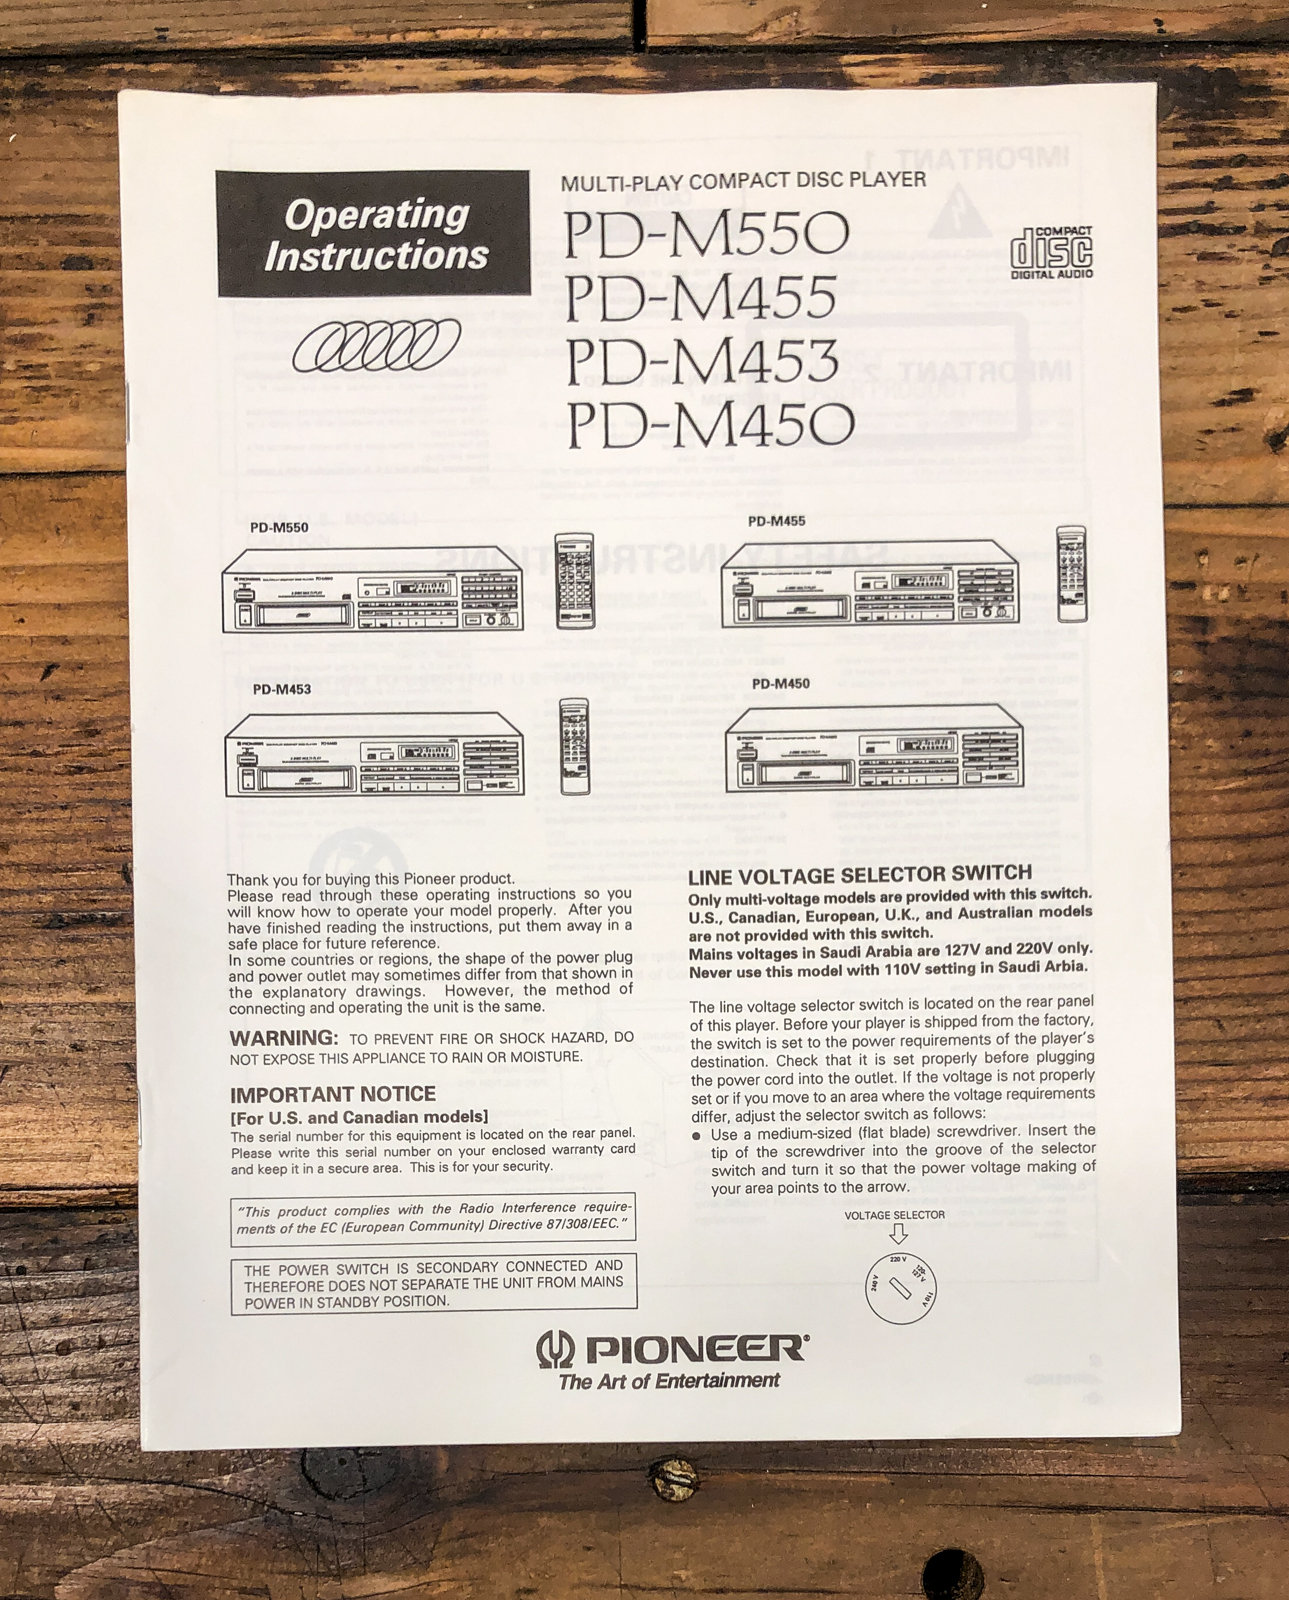 Operating
Instructions
MULTI-PLAY COMPACT DISC PLAYER
PD-M550
PD-M455
PD-M453
PD-M450
COMPACT
disc
DIGITAL AUDIO
PD-M550
PD-M455
PD-M453
PD-M450
Thank you for buying this Pioneer product.
Please read through these operating instructions so you
will know how to operate your model properly. After you
have finished reading the instructions, put them away in a
safe place for future reference.
In some countries or regions, the shape of the power plug
and power outlet may sometimes differ from that shown in
the explanatory drawings. However, the method of
connecting and operating the unit is the same.
WARNING: TO PREVENT FIRE OR SHOCK HAZARD, DO
NOT EXPOSE THIS APPLIANCE TO RAIN OR MOISTURE.
IMPORTANT NOTICE
[For U.S. and Canadian models]
The serial number for this equipment is located on the rear panel.
Please write this serial number on your enclosed warranty card
and keep it in a secure area. This is for your security.
"This product complies with the Radio Interference require-
ments of the EC (European Community) Directive 87/308/EEC."
THE POWER SWITCH IS SECONDARY CONNECTED AND
THEREFORE DOES NOT SEPARATE THE UNIT FROM MAINS
POWER IN STANDBY POSITION.
LINE VOLTAGE SELECTOR SWITCH
Only multi-voltage models are provided with this switch.
U.S., Canadian, European, U.K., and Australian models
are not provided with this switch.
Mains voltages in Saudi Arabia are 127V and 220V only.
Never use this model with 110V setting in Saudi Arbia.
The line voltage selector switch is located on the rear panel
of this player. Before your player is shipped from the factory,
the switch is set to the power requirements of the player's
destination. Check that it is set properly before plugging
the power cord into the outlet. If the voltage is not properly
set or if you move to an area where the voltage requirements
differ, adjust the selector switch as follows:
● Use a medium-sized (flat blade) screwdriver. Insert the
tip of the screwdriver into the groove of the selector
switch and turn it so that the power voltage making of
your area points to the arrow.
VOLTAGE SELECTOR
220 V
120-
127 V
240 V
110 V
PIONEER®
The Art of Entertainment